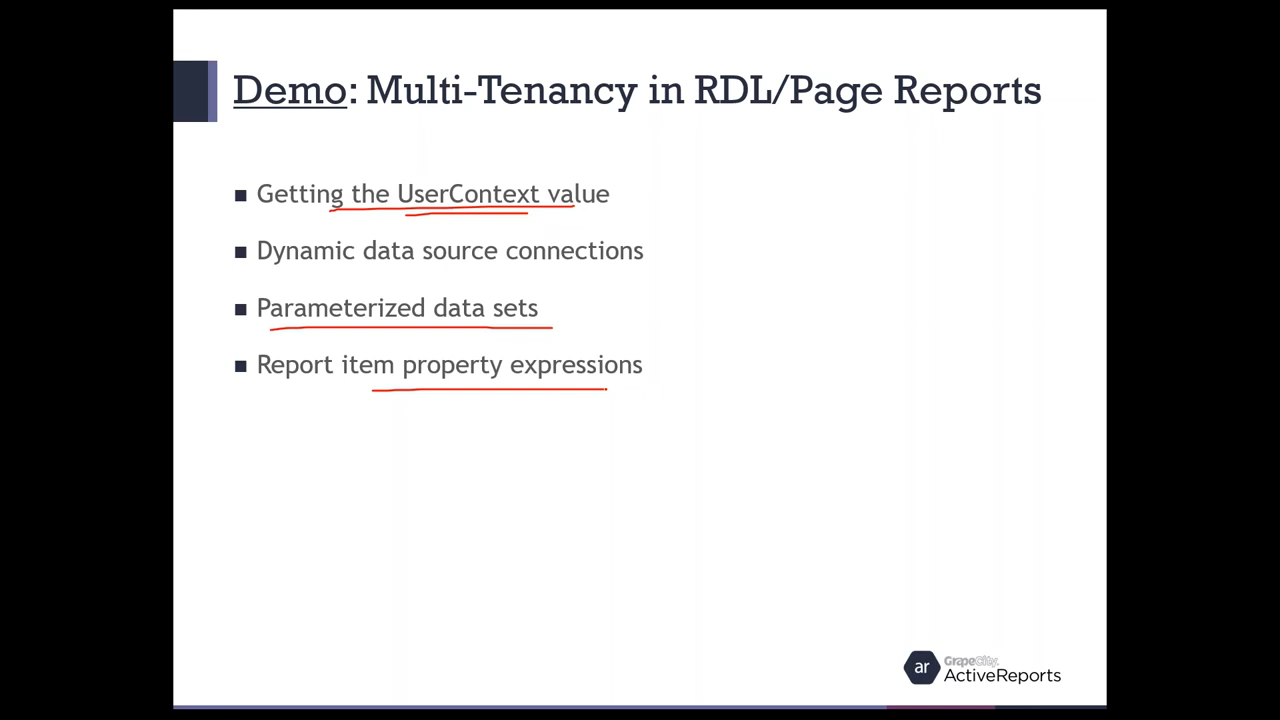 Demo: Multi-Tenancy in RDL/Page Reports
Getting the UserContext value
Dynamic data source connections
Parameterized data sets
Report item property expressions
ar
GrapeCity
ActiveReports